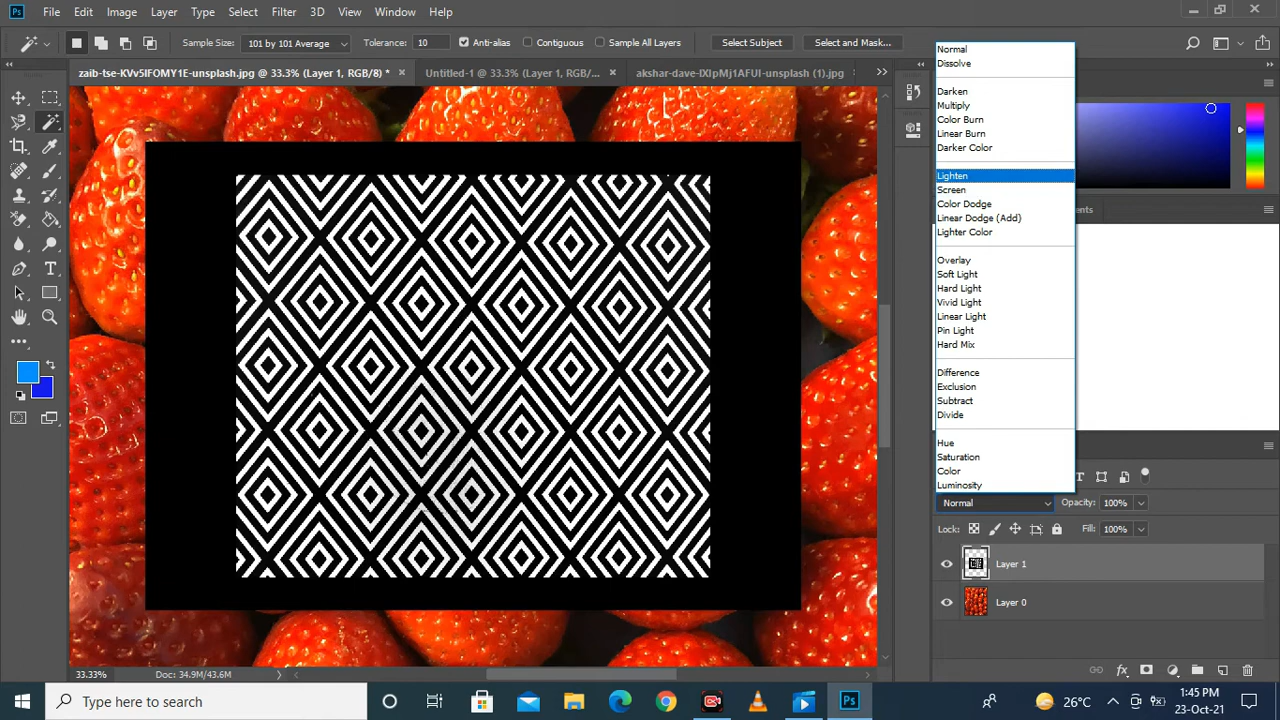 Ps File Edit Image Layer Type Select Filter 3D View Window Help
Sample Size: 101 by 101 Average Tolerance: 10 Anti-alias Contiguous Sample All Layers Select Subject Select and Mask...
zaib-tse-KVv5lFOMY1E-unsplash.jpg @ 33.3% (Layer 1, RGB/8) * × Untitled-1 @ 33.3% (Layer 1, RGB/... × akshar-dave-IXlpMj1AFUI-unsplash (1).jpg
Normal
Dissolve
Darken
Multiply
Color Burn
Linear Burn
Darker Color
Lighten
Screen
Color Dodge
Linear Dodge (Add)
Lighter Color
Overlay
Soft Light
Hard Light
Vivid Light
Linear Light
Pin Light
Hard Mix
Difference
Exclusion
Subtract
Divide
Hue
Saturation
Color
Luminosity
ents
Normal Opacity: 100%
Lock: Fill: 100%
Layer 1
Layer 0
33.33% Doc: 34.9M/43.6M
Type here to search
Ps
26°C
1:45 PM
23-Oct-21